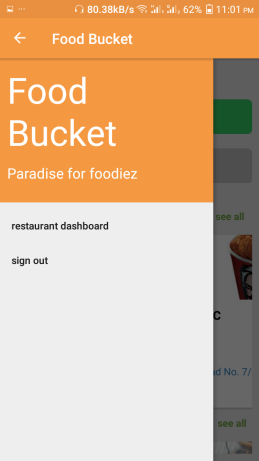 80.38kB/s 62% 11:01 PM
Food Bucket
Food
Bucket
Paradise for foodiez
restaurant dashboard
sign out
see all
C
d No. 7/
see all